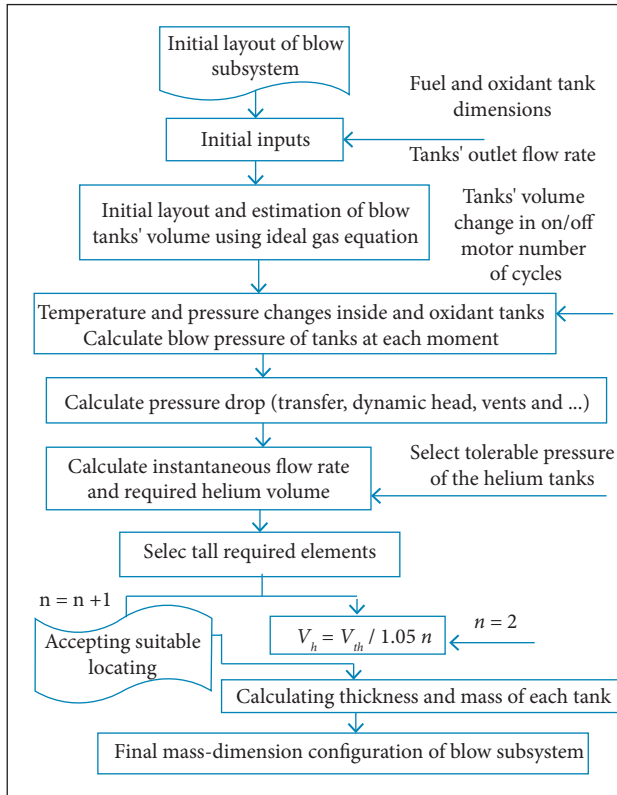 Initial layout of blow
subsystem
Fuel and oxidant tank
dimensions
Initial inputs
Tanks' outlet flow rate
Initial layout and estimation of blow
tanks' volume using ideal gas equation
Tanks' volume
change in on/off
motor number
of cycles
Temperature and pressure changes inside and oxidant tanks
Calculate blow pressure of tanks at each moment
Calculate pressure drop (transfer, dynamic head, vents and ...)
Calculate instantaneous flow rate
and required helium volume
Select tolerable pressure
of the helium tanks
Selec tall required elements
n = n +1
Accepting suitable
locating
V_h = V_th / 1.05 n
n = 2
Calculating thickness and mass of each tank
Final mass-dimension configuration of blow subsystem